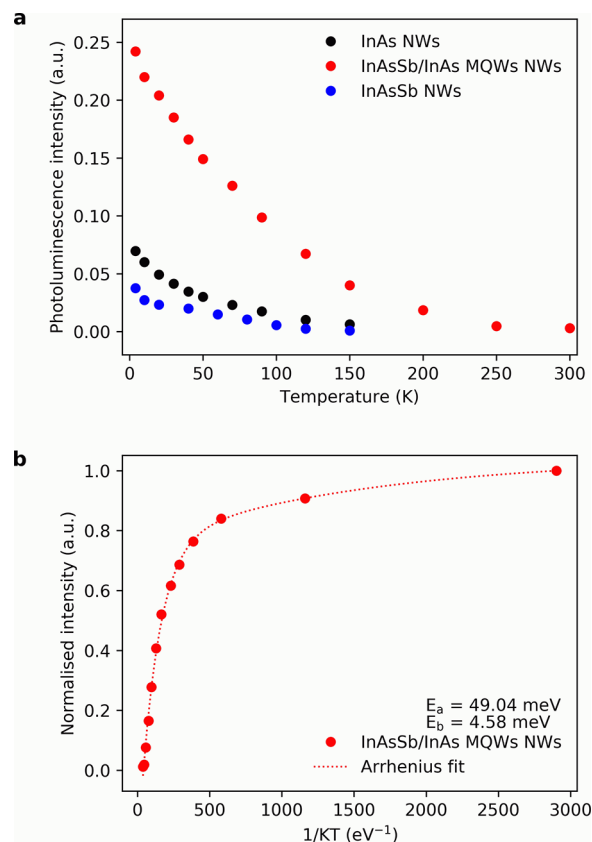 a
0.25
0.20
0.15
0.10
0.05
0.00
Photoluminescence intensity (a.u.)
InAs NWs
InAsSb/InAs MQWs NWs
InAsSb NWs
0 50 100 150 200 250 300
Temperature (K)
b
1.0
0.8
0.6
0.4
0.2
0.0
Normalised intensity (a.u.)
Eₐ = 49.04 meV
E_b = 4.58 meV
InAsSb/InAs MQWs NWs
Arrhenius fit
0 500 1000 1500 2000 2500 3000
1/KT (eV⁻¹)